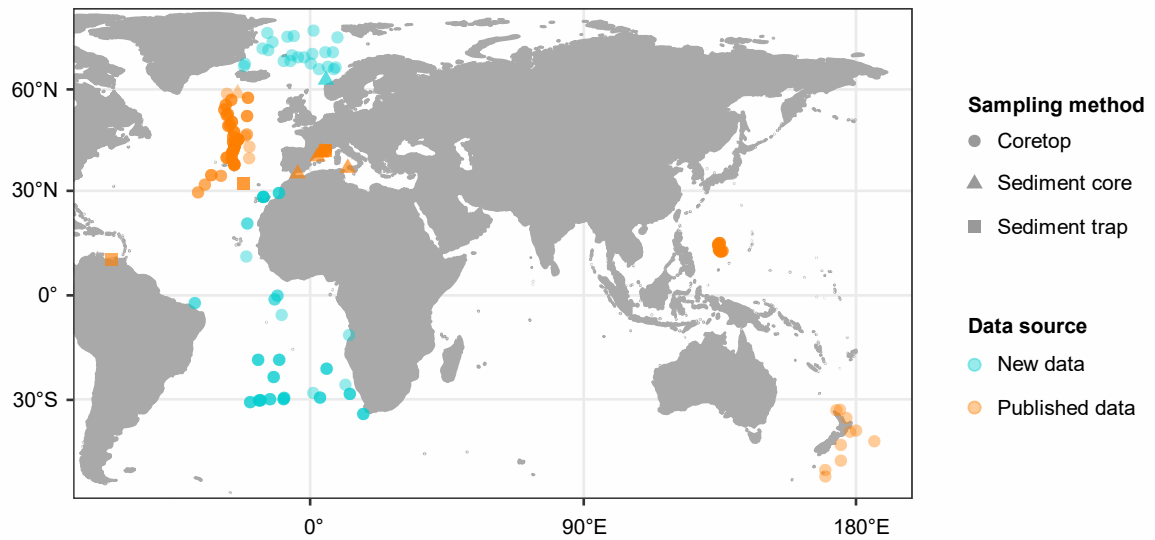 60°N
30°N
0°
30°S
0°
90°E
180°E
Sampling method
Coretop
Sediment core
Sediment trap
Data source
New data
Published data